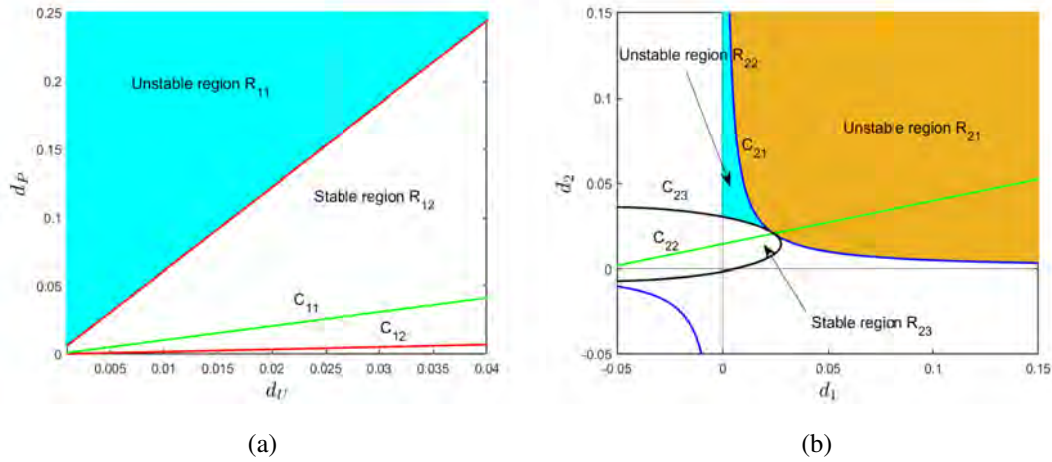 0.25
0.2
0.15
0.1
0.05
0
0.005
0.01
0.015
0.02
0.025
0.03
0.035
0.04
d_U
Unstable region R_11
Stable region R_12
C_11
C_12
(a)
0.15
0.1
0.05
0
-0.05
-0.05
0
0.05
0.1
0.15
d_1
d_2
Unstable region R_22
Unstable region R_21
C_21
C_23
C_22
Stable region R_23
(b)